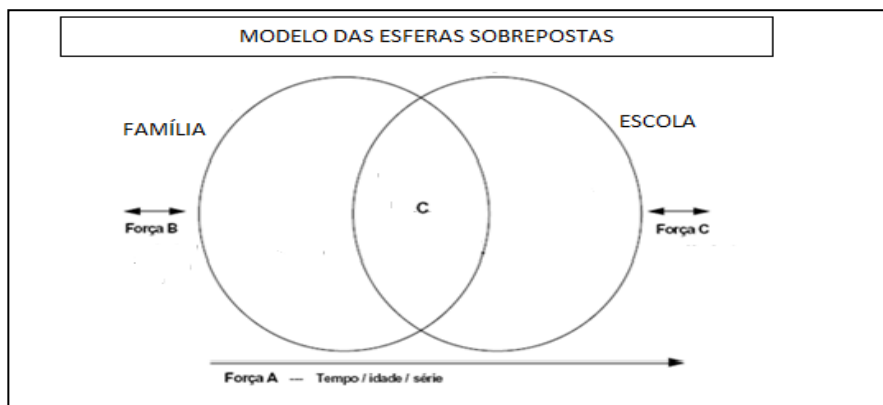 MODELO DAS ESFERAS SOBREPOSTAS
FAMÍLIA
ESCOLA
C
Força B
Força C
Força A --- Tempo / idade / série